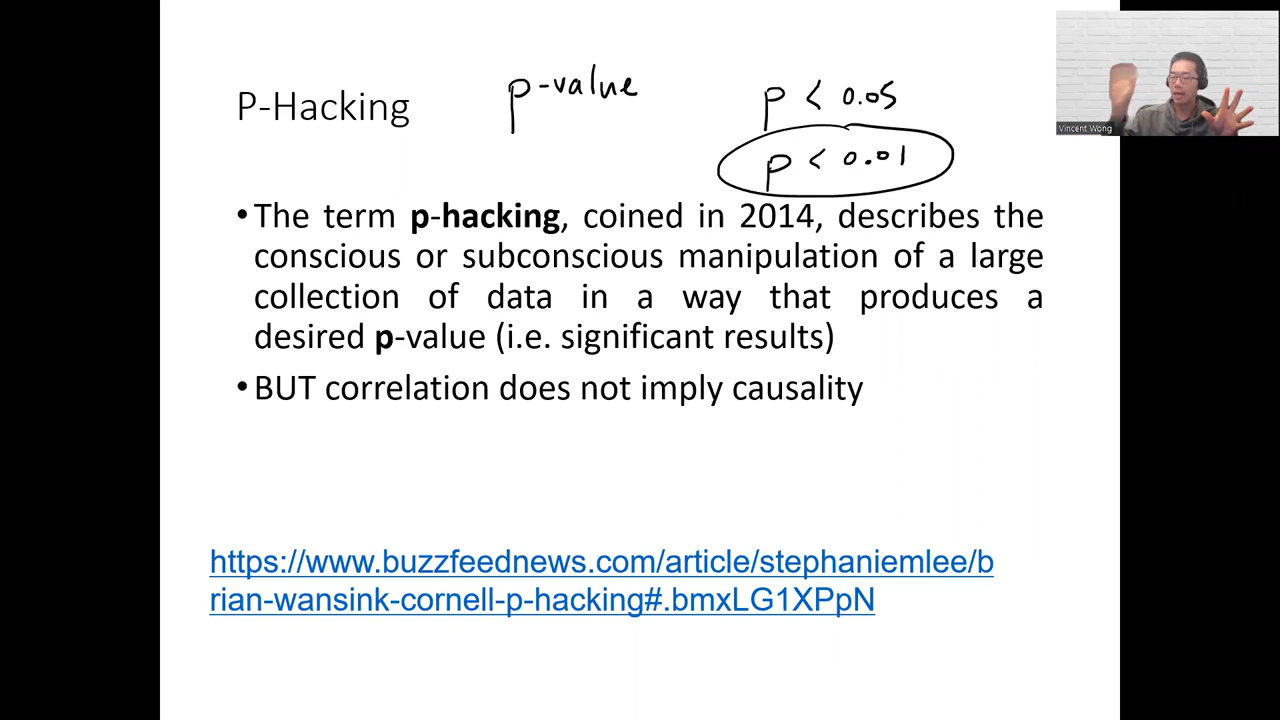 P-Hacking
p-value
p < 0.05
p < 0.01
Vincent Wong
•The term p-hacking, coined in 2014, describes the
conscious or subconscious manipulation of a large
collection of data in a way that produces a
desired p-value (i.e. significant results)
•BUT correlation does not imply causality
https://www.buzzfeednews.com/article/stephaniemlee/b
rian-wansink-cornell-p-hacking#.bmxLG1XPpN